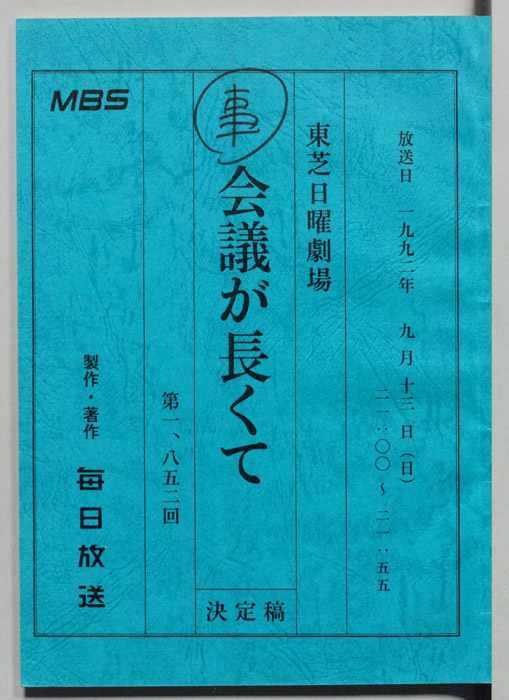 放送日 一九九二年 九月十三日(日)
二一:〇〇~二一:五五
東芝日曜劇場
事
会議が長くて
決定稿
第一、八五二回
MBS
製作・著作 毎日放送